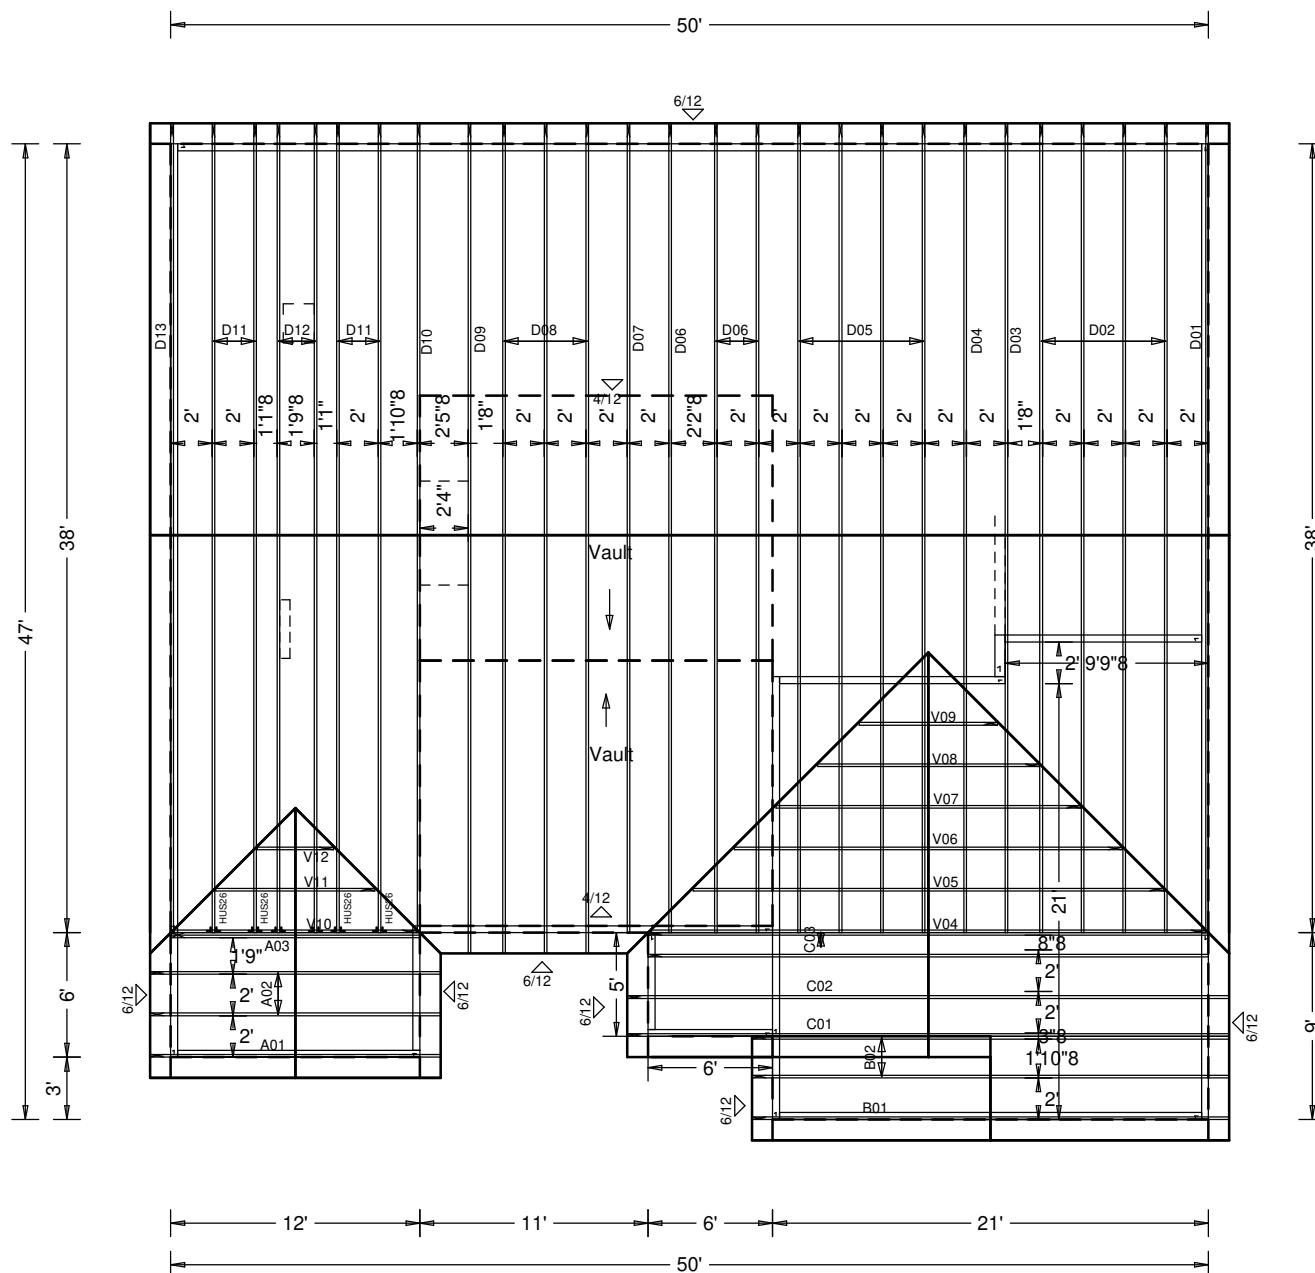 50'
6/12
D13
D11
D12
D11
D10
D09
D08
D07
D06
D06
D05
D04
D03
D02
D01
4/12
2'
2'
1'1"8
1'9"8
1'1"
2'
1'10"8
2'5"8
1'8"
2'
2'
2'
2'
2'2"8
2'
2'
2'
2'
2'
2'
2'
1'8"
2'
2'
2'
2'
2'4"
38'
38'
47'
Vault
Vault
2'
9'9"8
V09
V08
V07
V06
V05
V04
21'
V12
V11
V10
HUS26
HUS26
HUS26
HUS26
4/12
A03
1'9"
A02
2'
2'
A01
6'
3'
6/12
6/12
6/12
6/12
6/12
6/12
5'
C03
8"8
2'
C02
2'
C01
3"8
1'10"8
B02
2'
B01
6'
9'
12'
11'
6'
21'
50'